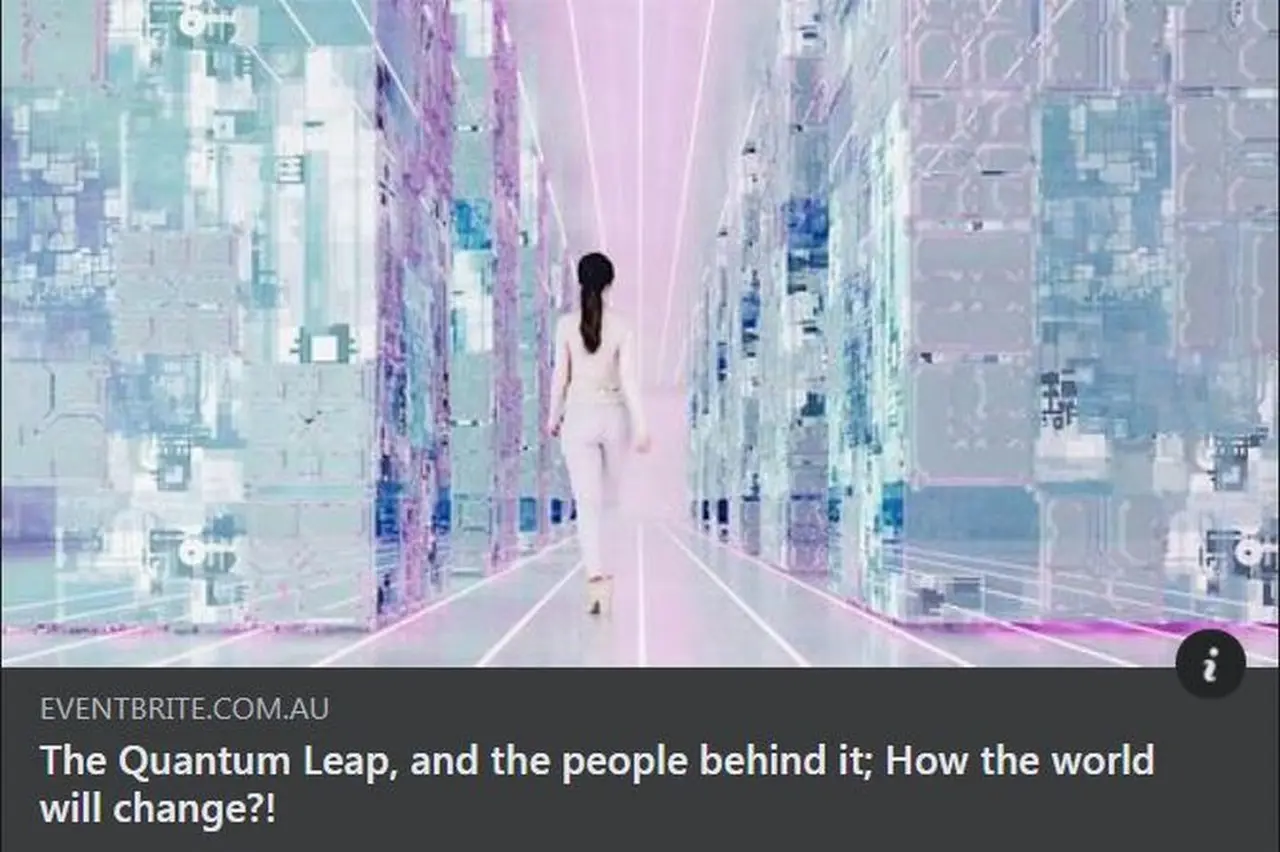 EVENTBRITE.COM.AU
The Quantum Leap, and the people behind it; How the world
will change?!